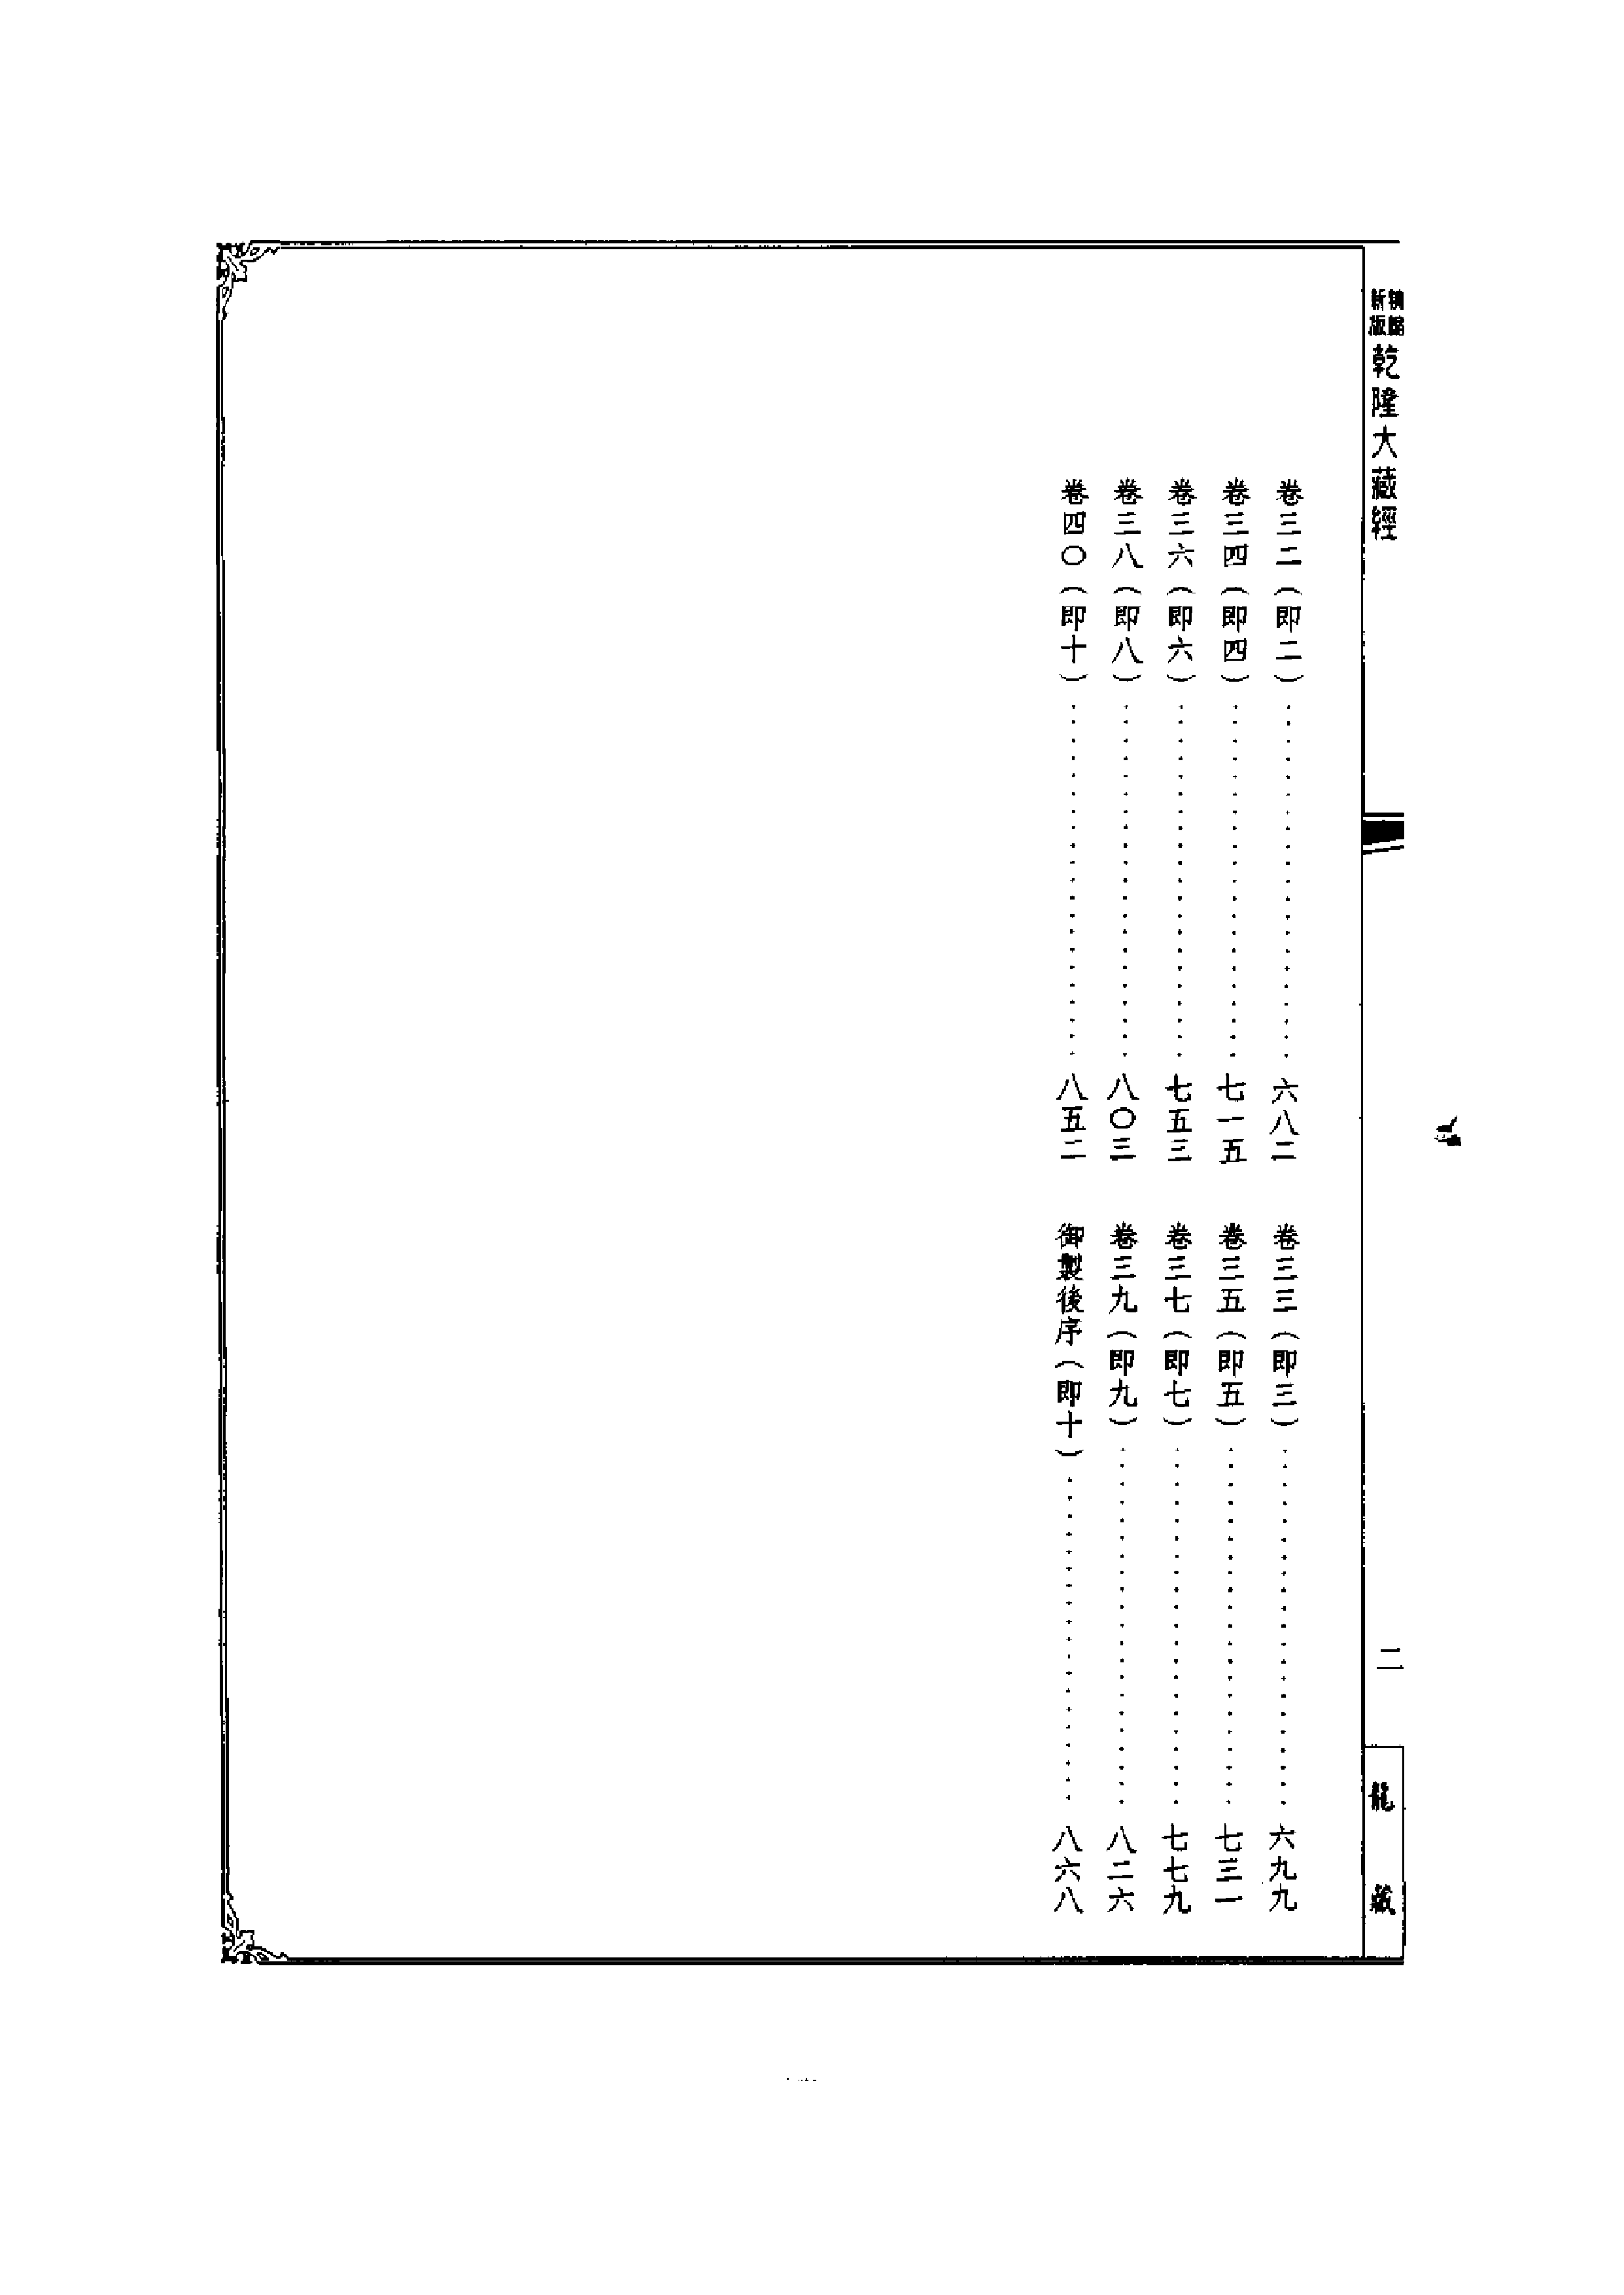 新版
乾隆大藏經
二
龍藏
卷三二(即二)····················六八二
卷三三(即三)·····················六九九
卷三四(即四)····················七一五
卷三五(即五)·····················七三一
卷三六(即六)····················七五三
卷三七(即七)·····················七七九
卷三八(即八)····················八〇三
卷三九(即九)·····················八二六
卷四〇(即十)····················八五二
御製後序(即十)···················八六八